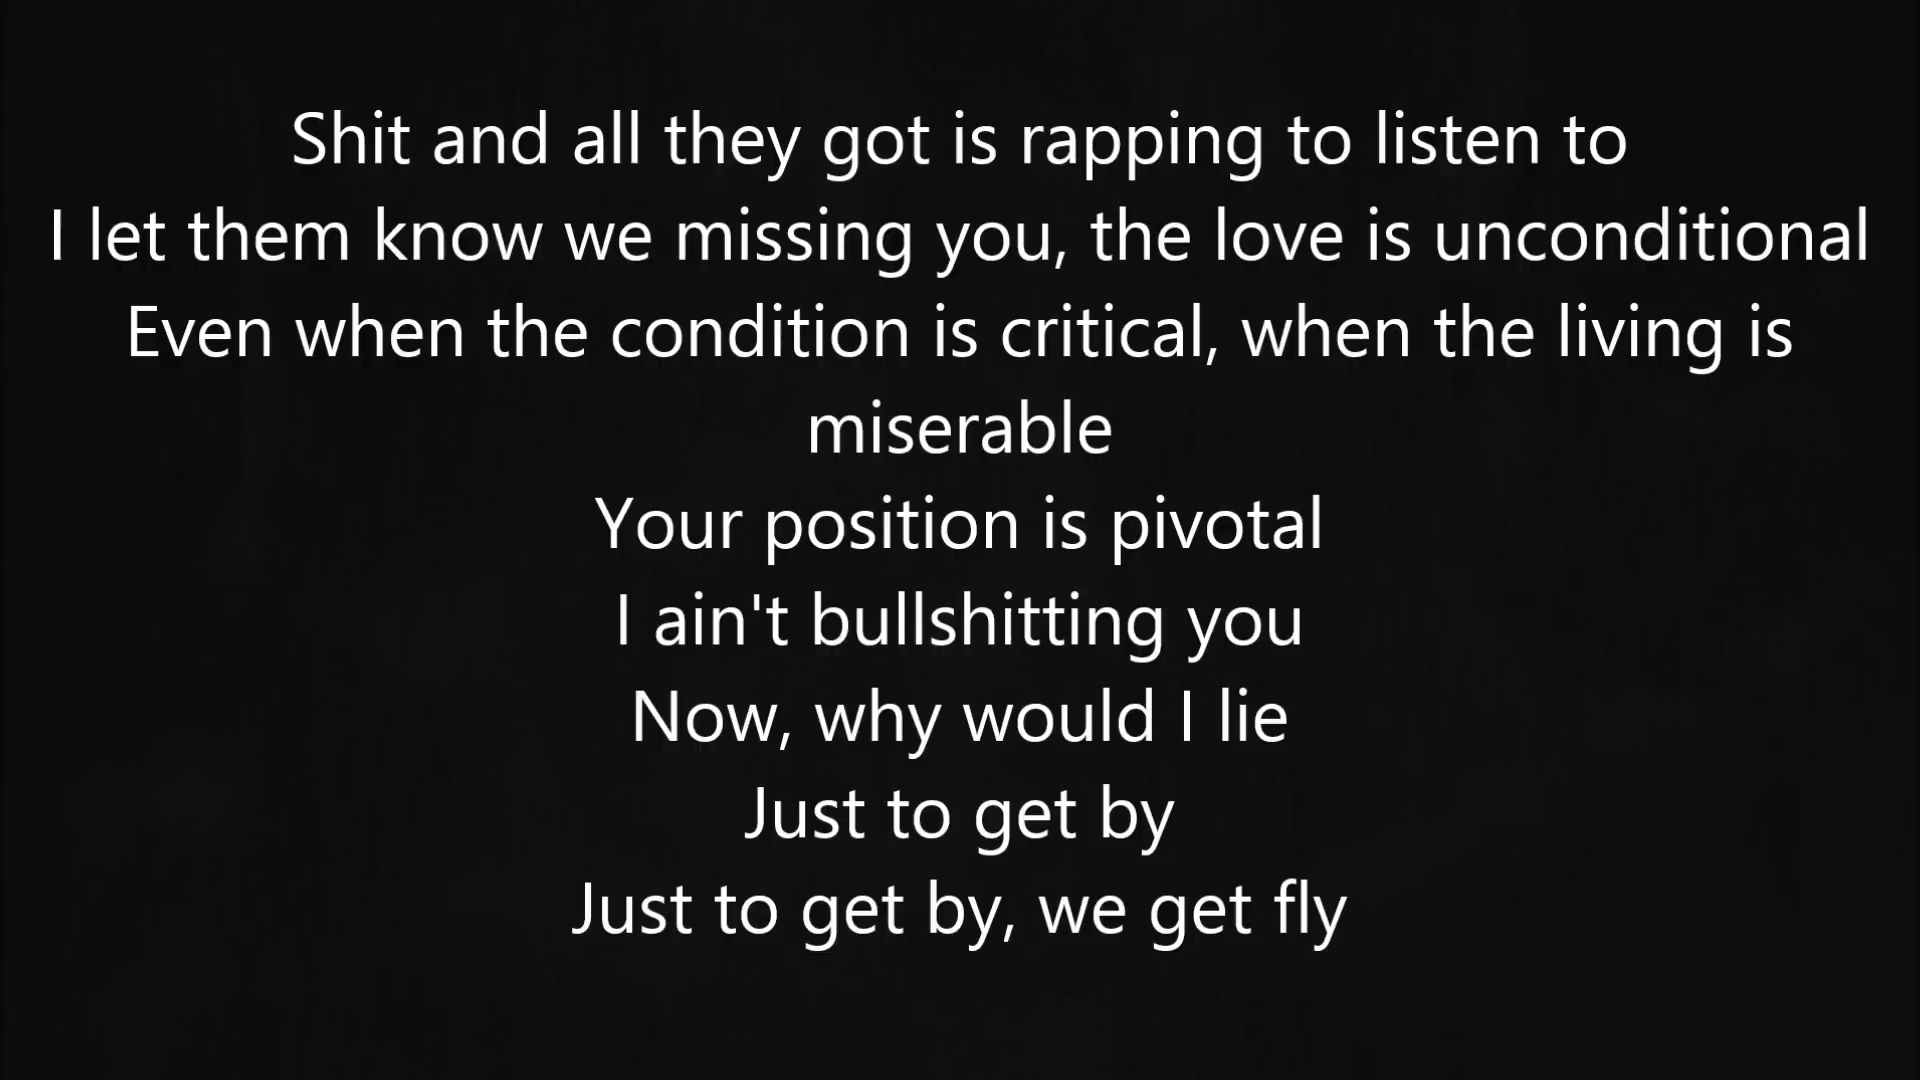 Shit and all they got is rapping to listen to
I let them know we missing you, the love is unconditional
Even when the condition is critical, when the living is
miserable
Your position is pivotal
I ain't bullshitting you
Now, why would I lie
Just to get by
Just to get by, we get fly